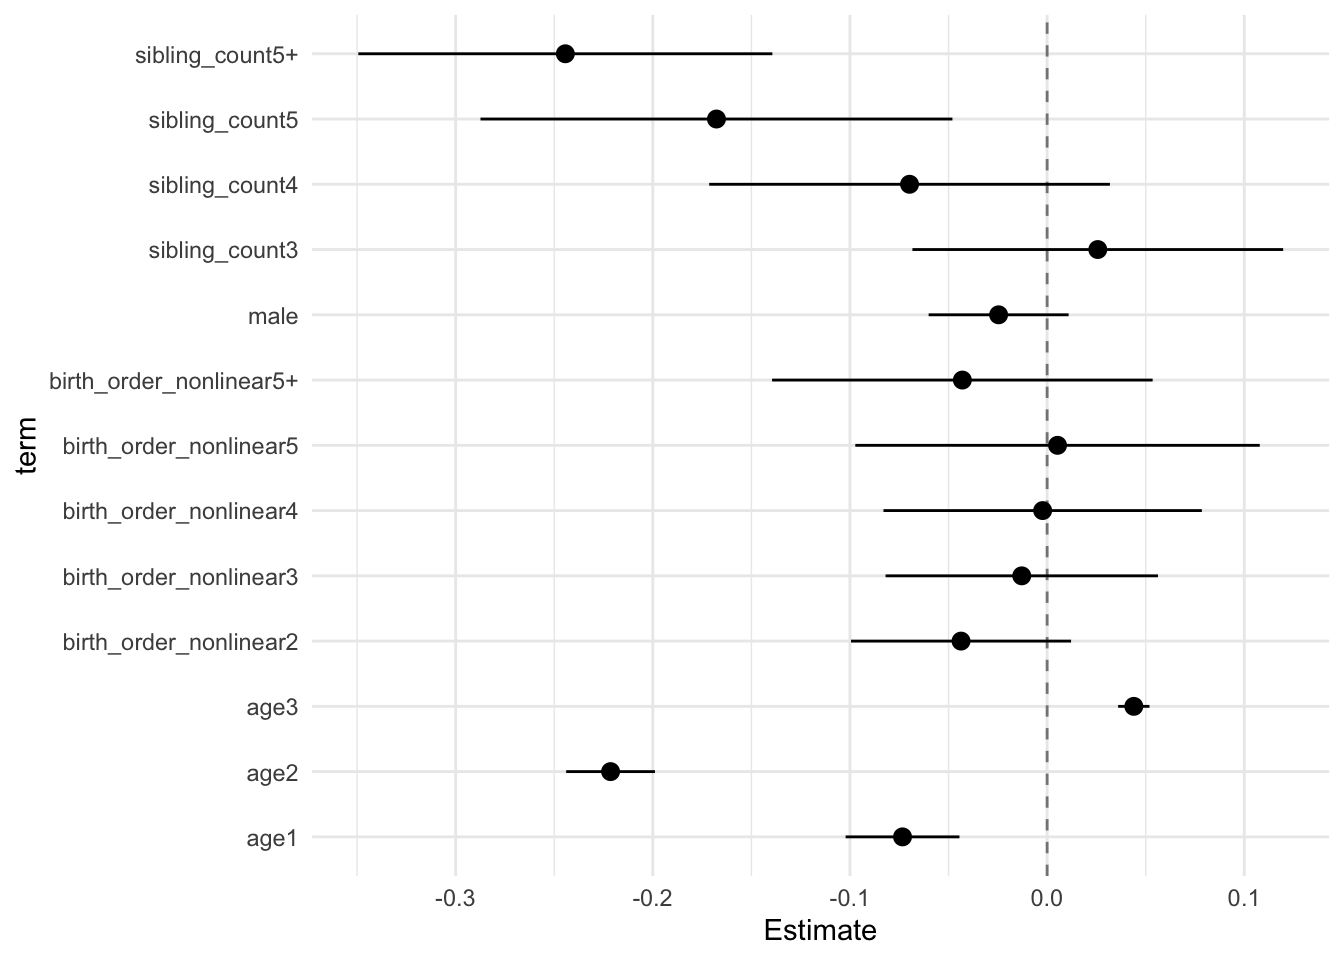 sibling_count5+
sibling_count5
sibling_count4
sibling_count3
male
birth_order_nonlinear5+
birth_order_nonlinear5
birth_order_nonlinear4
birth_order_nonlinear3
birth_order_nonlinear2
age3
age2
age1
term
-0.3 -0.2 -0.1 0.0 0.1
Estimate